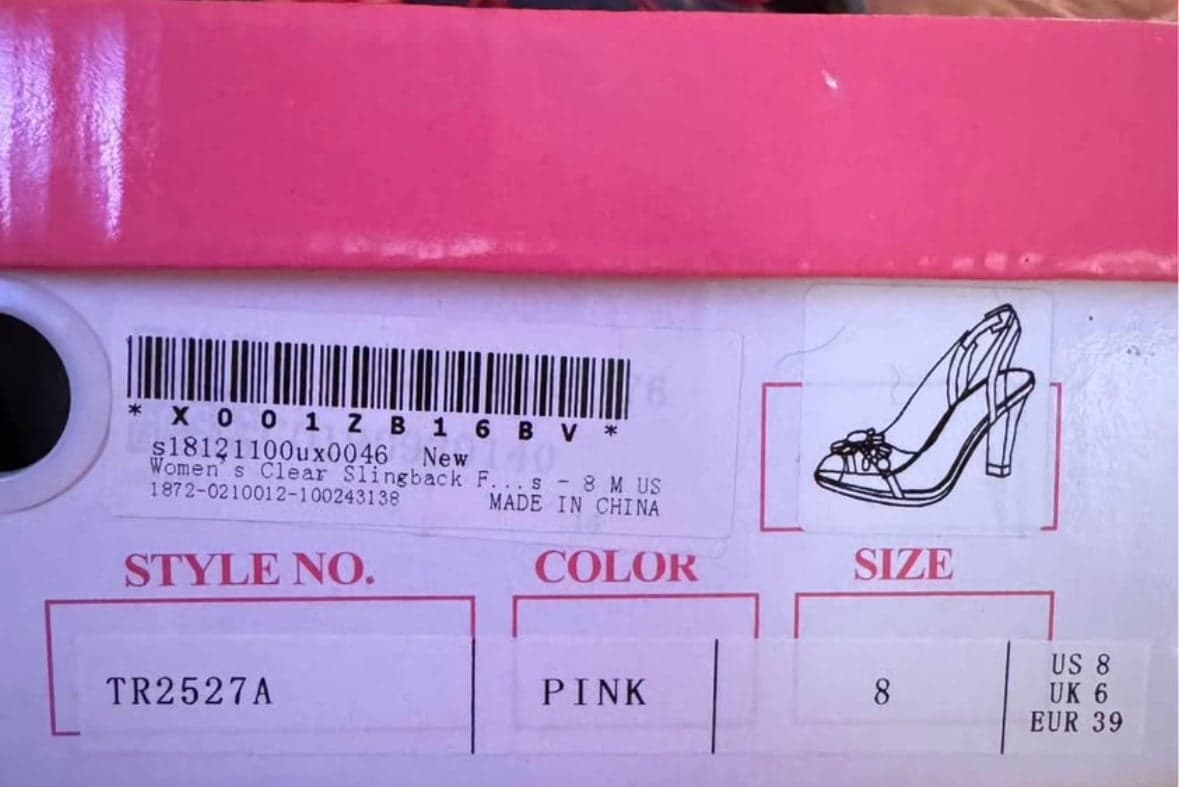 * X 0 0 1 Z B 1 6 B V *
s18121100ux0046 New
Women's Clear Slingback F...s - 8 M US
1872-0210012-100243138 MADE IN CHINA
STYLE NO. COLOR SIZE
TR2527A PINK 8
US 8
UK 6
EUR 39